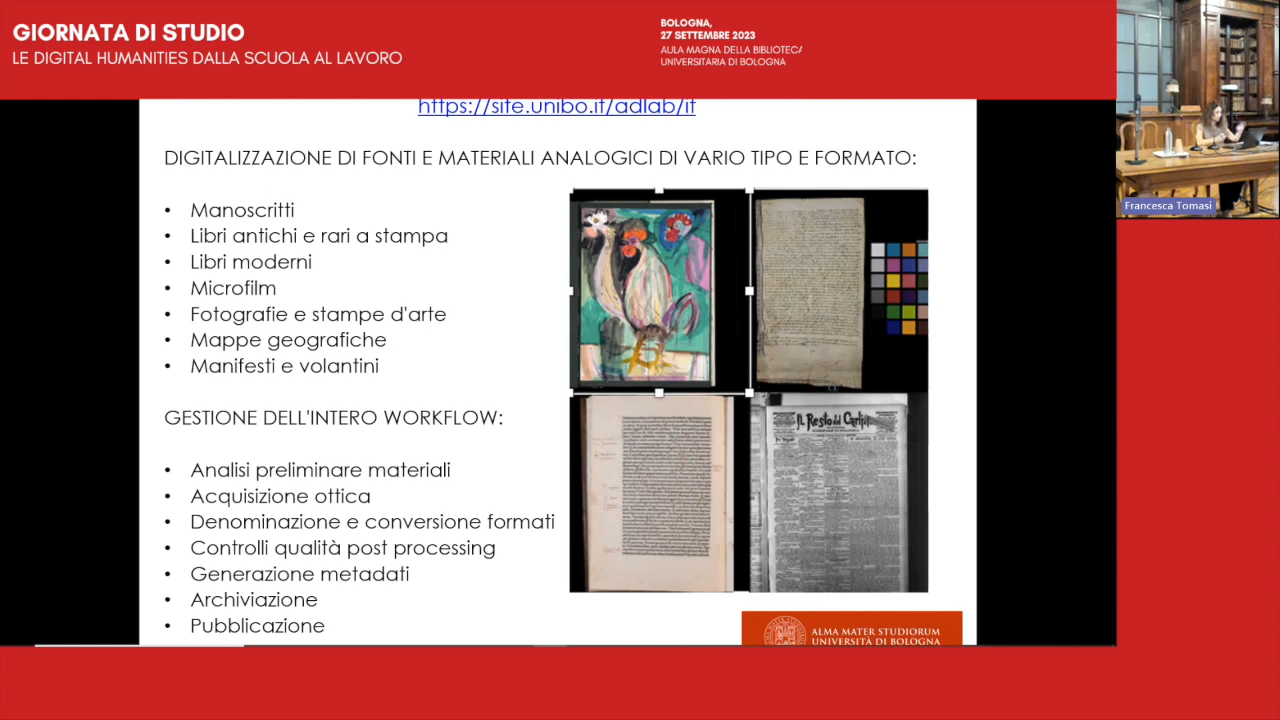 GIORNATA DI STUDIO
LE DIGITAL HUMANITIES DALLA SCUOLA AL LAVORO
BOLOGNA,
27 SETTEMBRE 2023
AULA MAGNA DELLA BIBLIOTECA
UNIVERSITARIA DI BOLOGNA
Francesca Tomasi
https://site.unibo.it/adlab/it
DIGITALIZZAZIONE DI FONTI E MATERIALI ANALOGICI DI VARIO TIPO E FORMATO:
• Manoscritti
• Libri antichi e rari a stampa
• Libri moderni
• Microfilm
• Fotografie e stampe d'arte
• Mappe geografiche
• Manifesti e volantini
GESTIONE DELL'INTERO WORKFLOW:
• Analisi preliminare materiali
• Acquisizione ottica
• Denominazione e conversione formati
• Controlli qualità post processing
• Generazione metadati
• Archiviazione
• Pubblicazione
il Resto del Carlino
ALMA MATER STUDIORUM
UNIVERSITÀ DI BOLOGNA